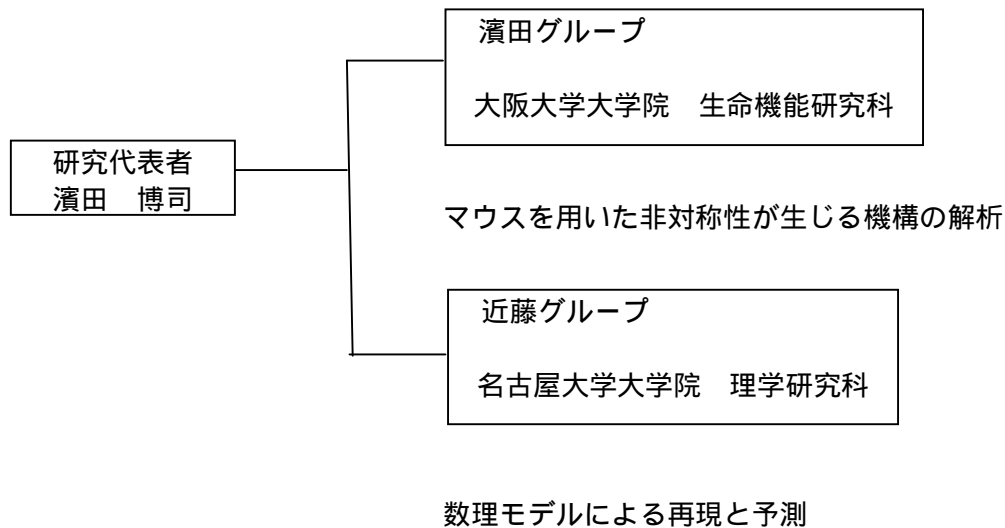 研究代表者
濱田　博司
濱田グループ
大阪大学大学院　生命機能研究科
マウスを用いた非対称性が生じる機構の解析
近藤グループ
名古屋大学大学院　理学研究科
数理モデルによる再現と予測